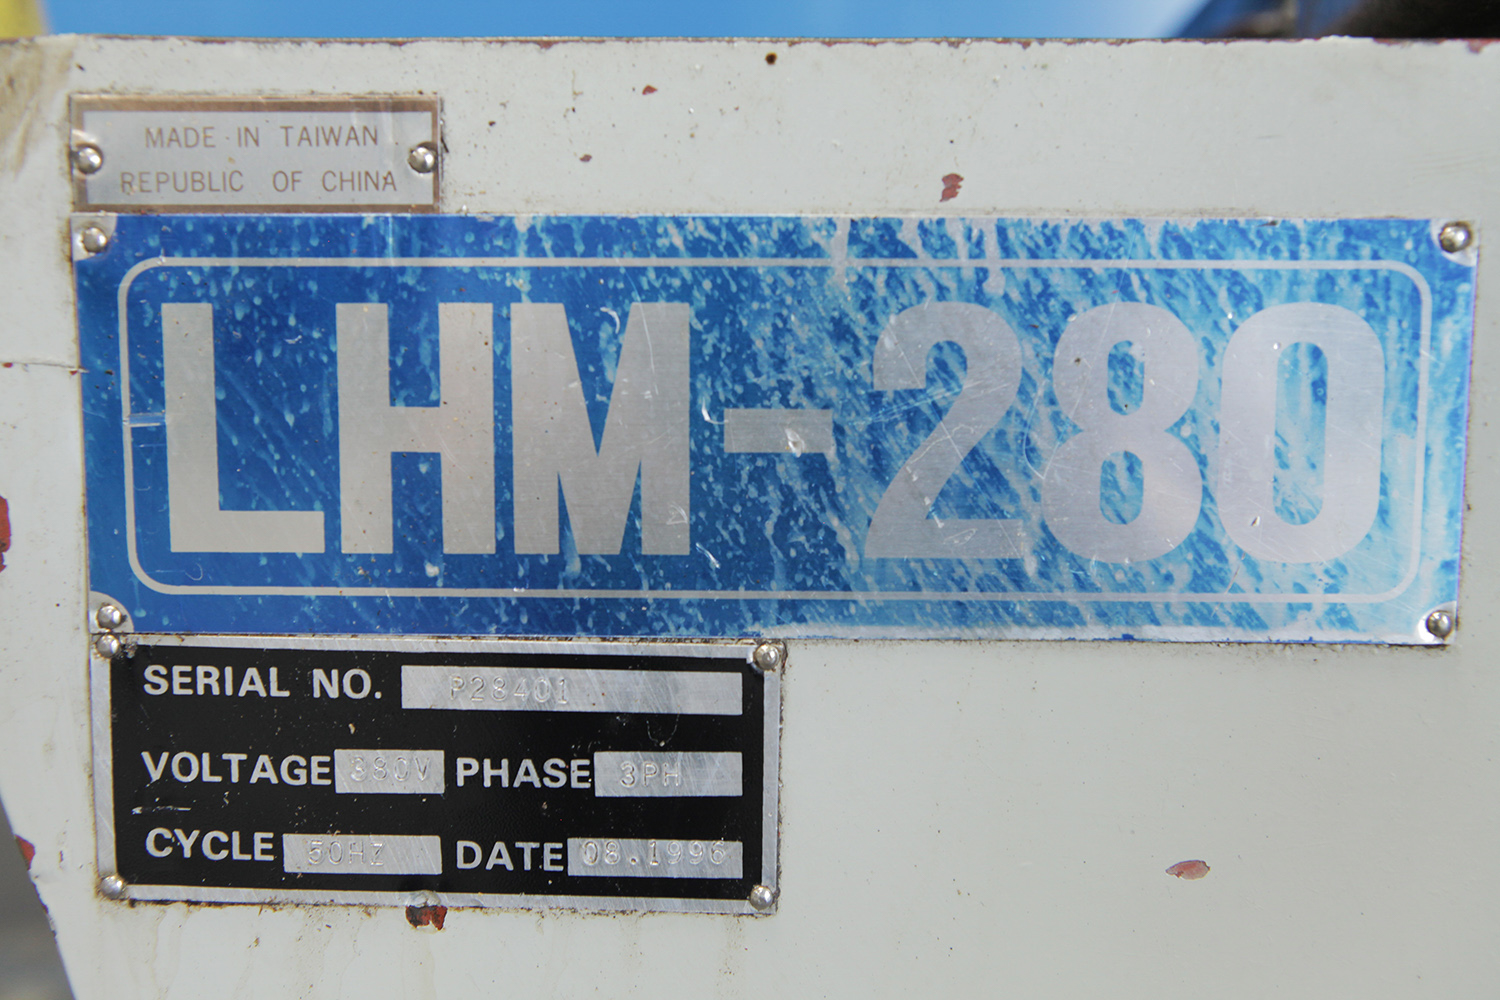 MADE IN TAIWAN
REPUBLIC OF CHINA
LHM-280
SERIAL NO. P28401
VOLTAGE 380V PHASE 3PH
CYCLE 50HZ DATE 08.1996